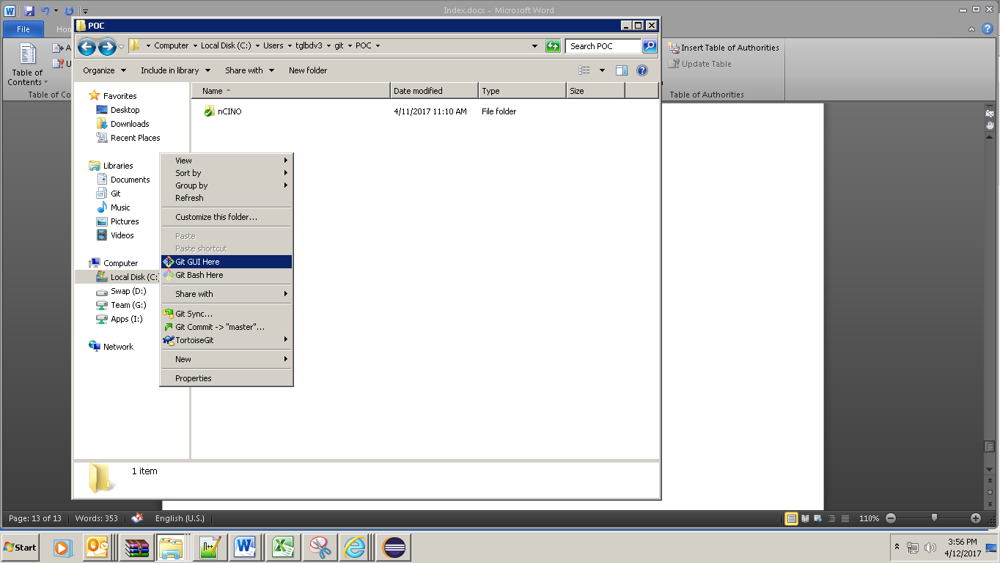 Index.docx - Microsoft Word
File
POC
Computer Local Disk (C:) Users tglbdv3 git POC
Search POC
Organize Include in library Share with New folder
Table of
Contents
Insert Table of Authorities
Update Table
Table of Authorities
Name Date modified Type Size
nCINO 4/11/2017 11:10 AM File folder
Favorites
Desktop
Downloads
Recent Places
Libraries
Documents
Git
Music
Pictures
Videos
Computer
Local Disk (C:
Swap (D:)
Team (G:)
Apps (I:)
Network
View
Sort by
Group by
Refresh
Customize this folder...
Paste
Paste shortcut
Git GUI Here
Git Bash Here
Share with
Git Sync...
Git Commit -> "master"...
TortoiseGit
New
Properties
1 item
Page: 13 of 13 Words: 353 English (U.S.) 110%
Start
3:56 PM
4/12/2017